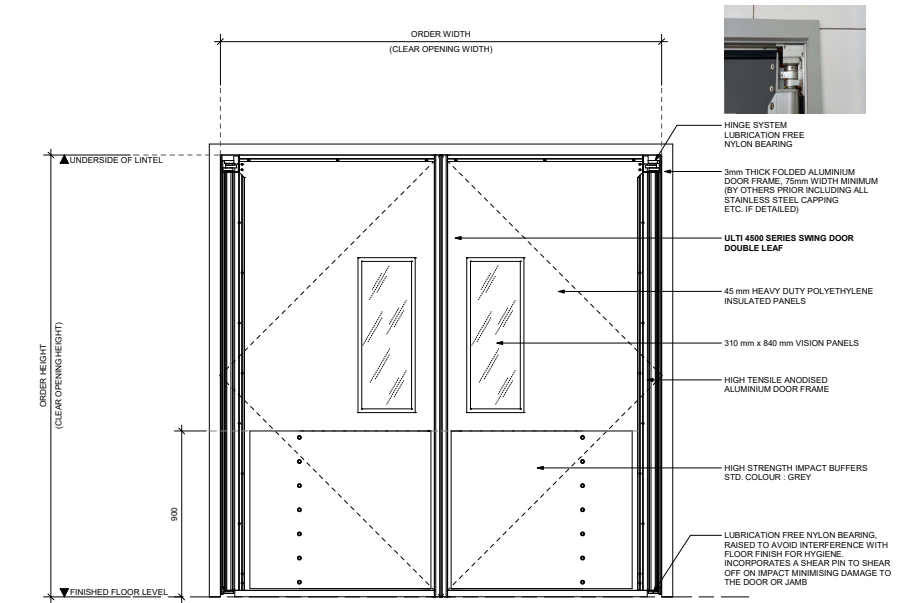 ORDER WIDTH
(CLEAR OPENING WIDTH)
HINGE SYSTEM
LUBRICATION FREE
NYLON BEARING
UNDERSIDE OF LINTEL
3mm THICK FOLDED ALUMINIUM
DOOR FRAME, 75mm WIDTH MINIMUM
(BY OTHERS PRIOR INCLUDING ALL
STAINLESS STEEL CAPPING
ETC. IF DETAILED)
ULTI 4500 SERIES SWING DOOR
DOUBLE LEAF
45 mm HEAVY DUTY POLYETHYLENE
INSULATED PANELS
310 mm x 840 mm VISION PANELS
ORDER HEIGHT
(CLEAR OPENING HEIGHT)
HIGH TENSILE ANODISED
ALUMINIUM DOOR FRAME
HIGH STRENGTH IMPACT BUFFERS
STD. COLOUR : GREY
900
LUBRICATION FREE NYLON BEARING,
RAISED TO AVOID INTERFERENCE WITH
FLOOR FINISH FOR HYGIENE.
INCORPORATES A SHEAR PIN TO SHEAR
OFF ON IMPACT MINIMISING DAMAGE TO
THE DOOR OR JAMB
FINISHED FLOOR LEVEL